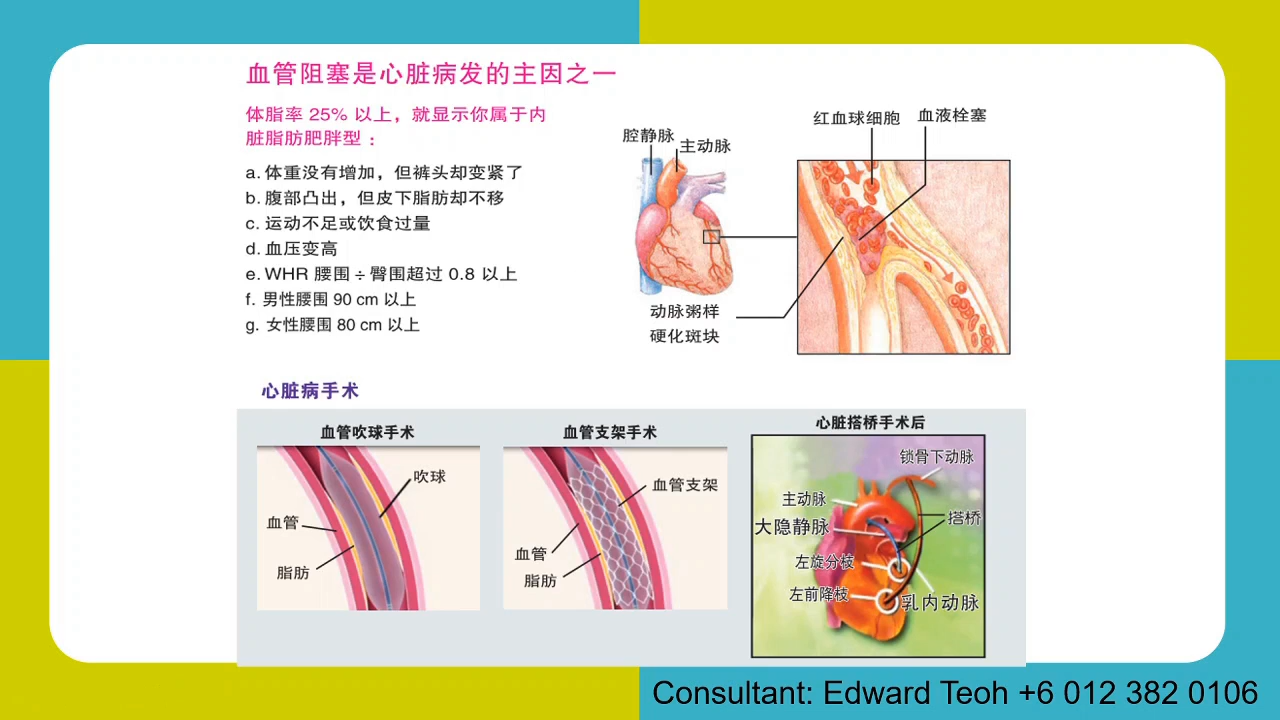 血管阻塞是心脏病发的主因之一
体脂率 25% 以上，就显示你属于内
脏脂肪肥胖型：
a. 体重没有增加，但裤头却变紧了
b. 腹部凸出，但皮下脂肪却不移
c. 运动不足或饮食过量
d. 血压变高
e. WHR 腰围÷臀围超过 0.8 以上
f. 男性腰围 90 cm 以上
g. 女性腰围 80 cm 以上
腔静脉
主动脉
红血球细胞
血液栓塞
动脉粥样
硬化斑块
心脏病手术
血管吹球手术
吹球
血管
脂肪
血管支架手术
血管支架
血管
脂肪
心脏搭桥手术后
锁骨下动脉
主动脉
大隐静脉
搭桥
左旋分枝
左前降枝
乳内动脉
Consultant: Edward Teoh +6 012 382 0106